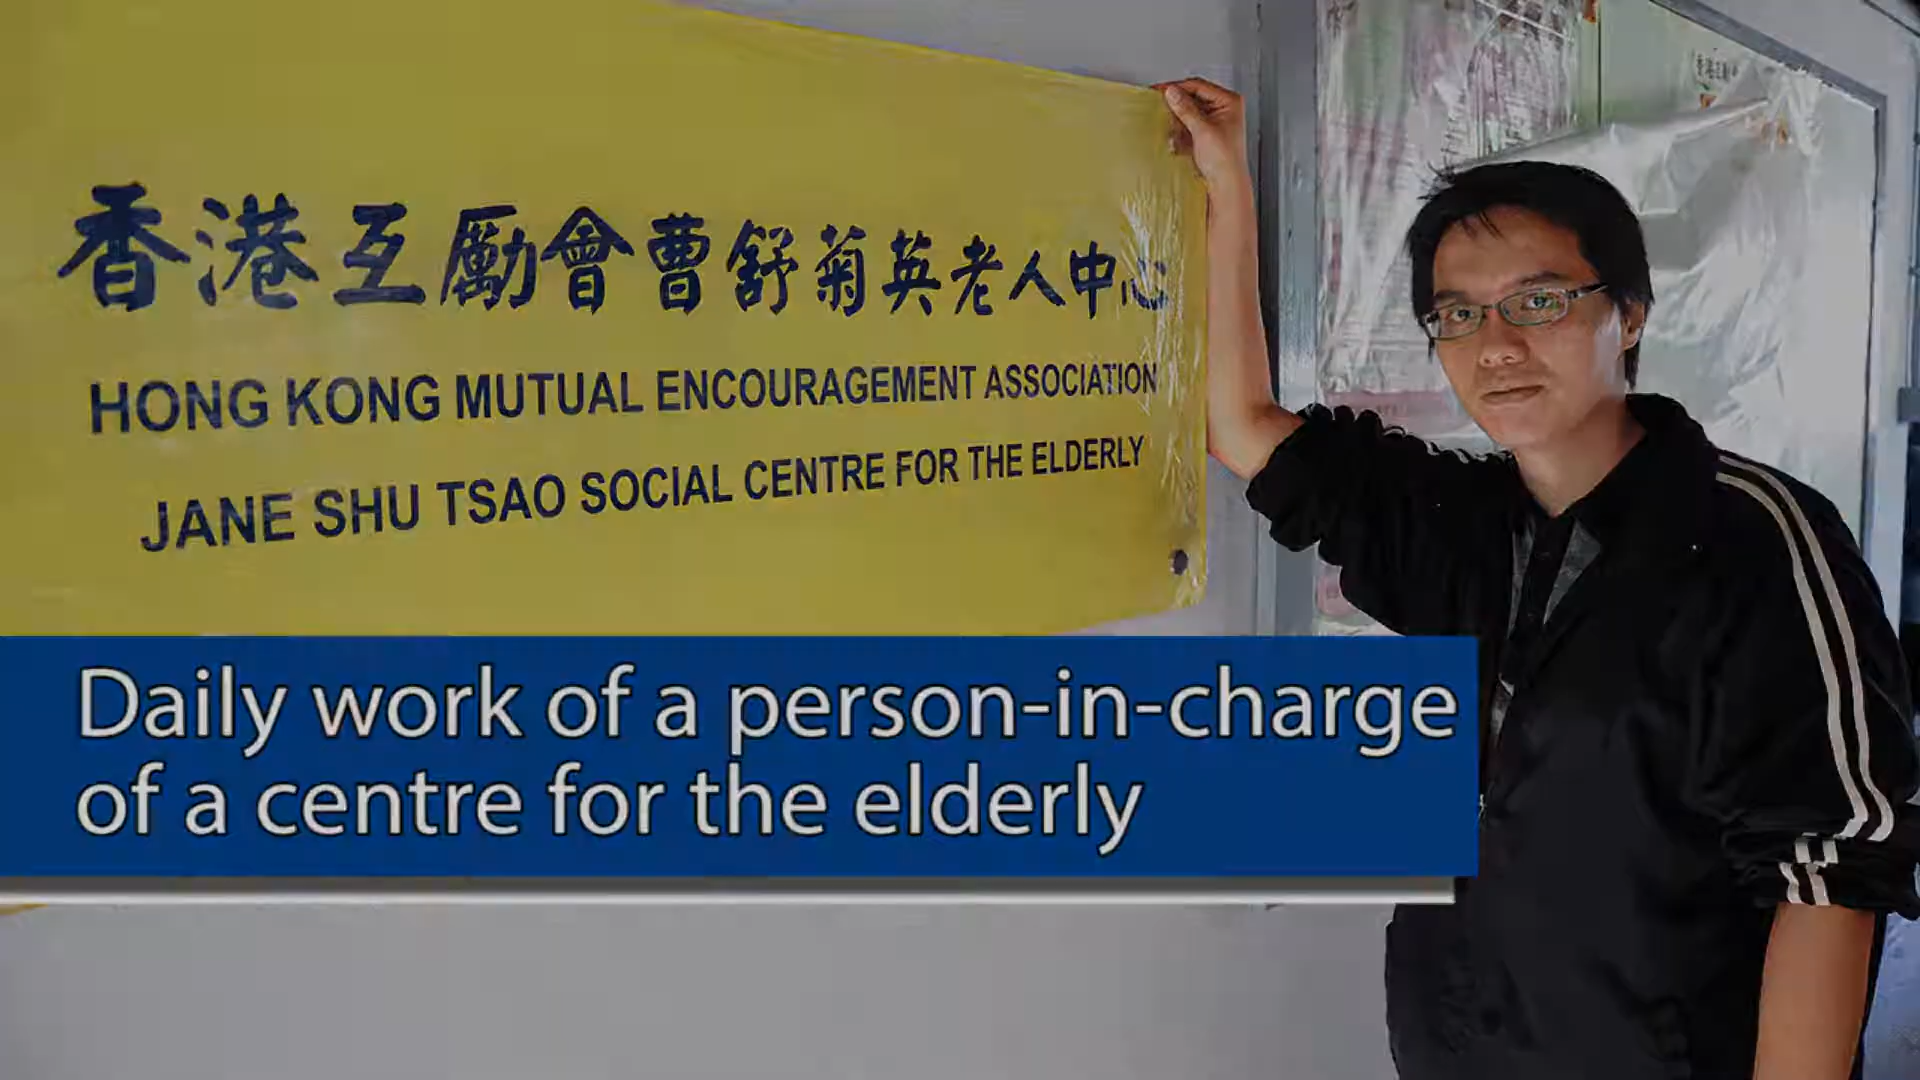 香港互勵會曹舒菊英老人中心
HONG KONG MUTUAL ENCOURAGEMENT ASSOCIATION
JANE SHU TSAO SOCIAL CENTRE FOR THE ELDERLY
Daily work of a person-in-charge
of a centre for the elderly